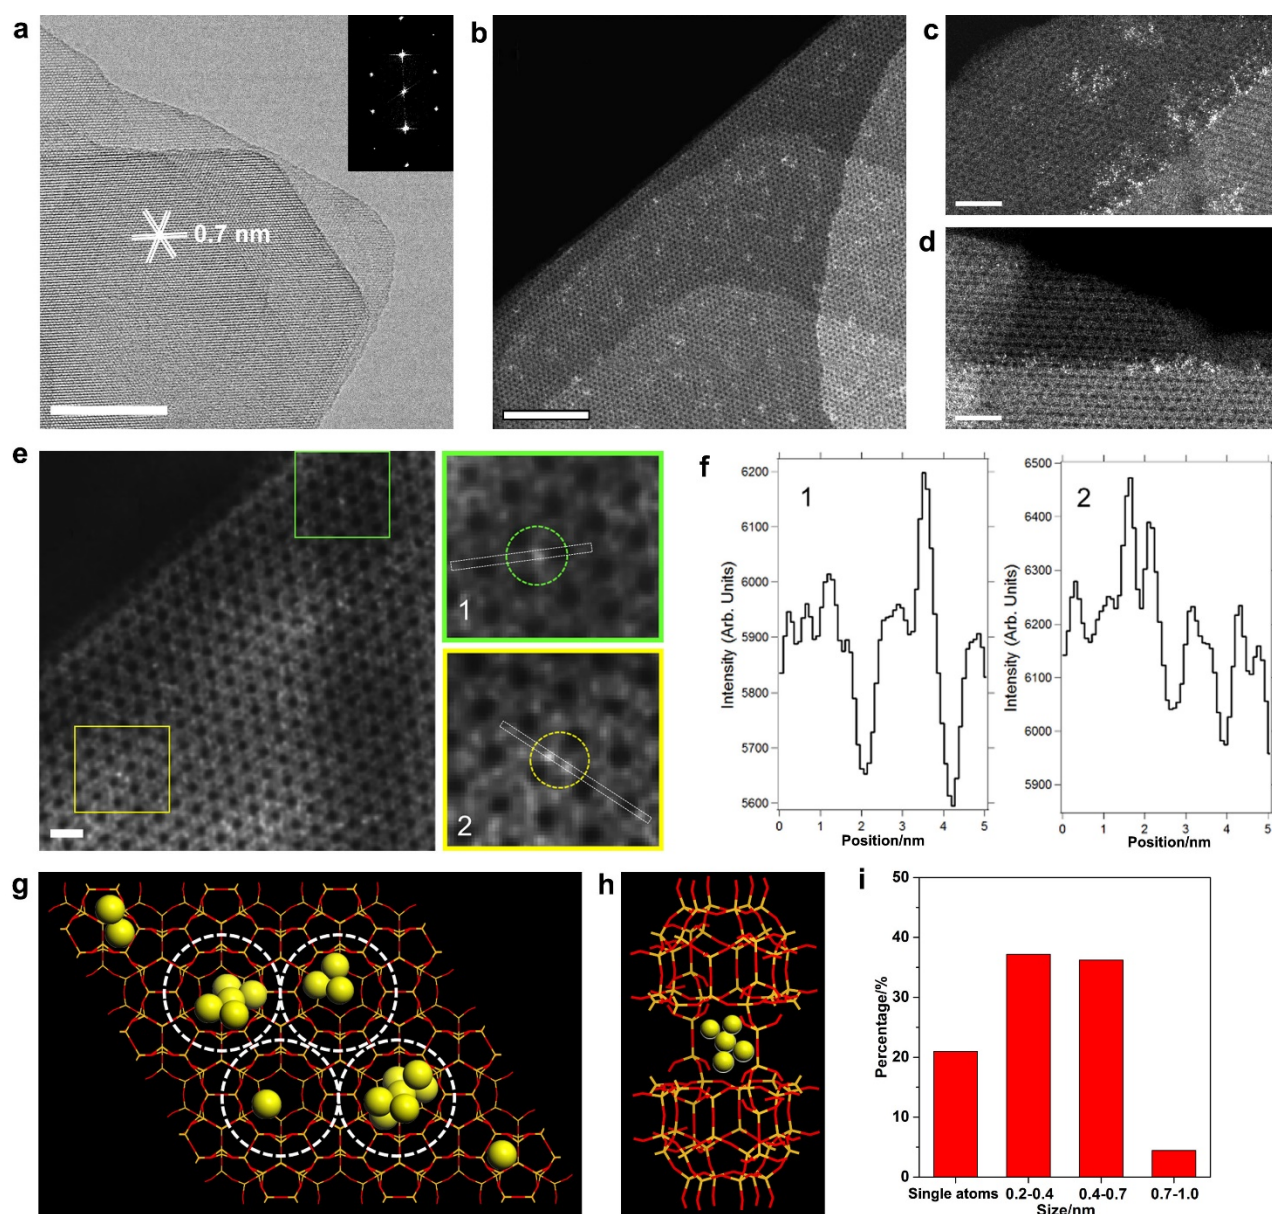 a
0.7 nm
b
c
d
e
1
2
f
6200
6100
6000
5900
5800
5700
5600
Intensity (Arb. Units)
1
0 1 2 3 4 5
Position/nm
6500
6400
6300
6200
6100
6000
5900
Intensity (Arb. Units)
2
0 1 2 3 4 5
Position/nm
g
h
i
50
40
30
20
10
0
Percentage/%
Single atoms 0.2-0.4 0.4-0.7 0.7-1.0
Size/nm